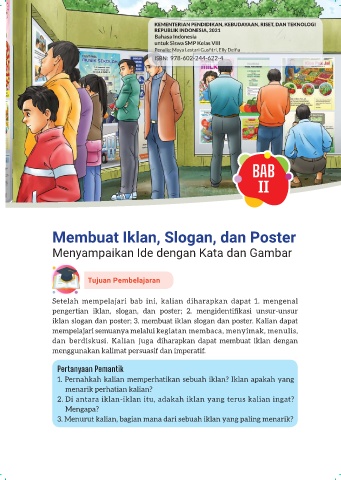 KEMENTERIAN PENDIDIKAN, KEBUDAYAAN, RISET, DAN TEKNOLOGI
REPUBLIK INDONESIA, 2021
Bahasa Indonesia
untuk Siswa SMP Kelas VIII
Penulis: Maya Lestari Gusfitri, Elly Delfia
ISBN: 978-602-244-622-4
BAB
II
Membuat Iklan, Slogan, dan Poster
Menyampaikan Ide dengan Kata dan Gambar
Tujuan Pembelajaran
Setelah mempelajari bab ini, kalian diharapkan dapat 1. mengenal
pengertian iklan, slogan, dan poster; 2. mengidentifikasi unsur-unsur
iklan slogan dan poster; 3. membuat iklan slogan dan poster. Kalian dapat
mempelajari semuanya melalui kegiatan membaca, menyimak, menulis,
dan berdiskusi. Kalian juga diharapkan dapat membuat iklan dengan
menggunakan kalimat persuasif dan imperatif.
Pertanyaan Pemantik
1. Pernahkah kalian memperhatikan sebuah iklan? Iklan apakah yang
menarik perhatian kalian?
2. Di antara iklan-iklan itu, adakah iklan yang terus kalian ingat?
Mengapa?
3. Menurut kalian, bagian mana dari sebuah iklan yang paling menarik?